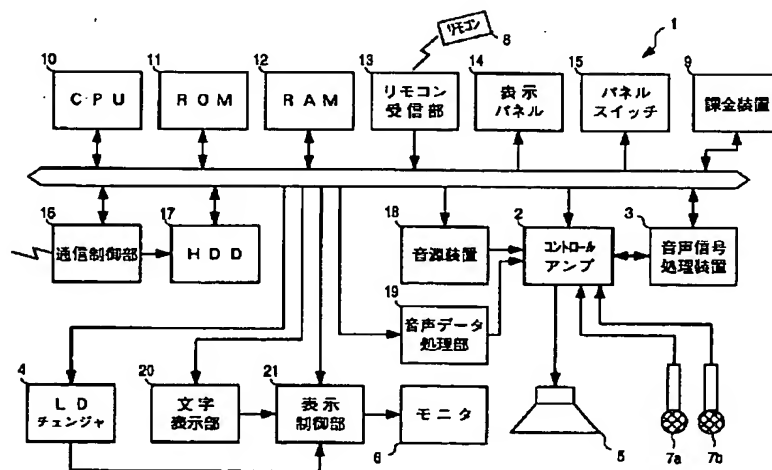 リモコン
8
1
10
11
12
13
14
15
9
CPU
ROM
RAM
リモコン
受信部
表示
パネル
パネル
スイッチ
課金装置
16
17
18
2
3
通信制御部
HDD
音源装置
コントロール
アンプ
音声信号
処理装置
19
音声データ
処理部
4
20
21
LD
チェンジャ
文字
表示部
表示
制御部
モニタ
6
5
7a
7b